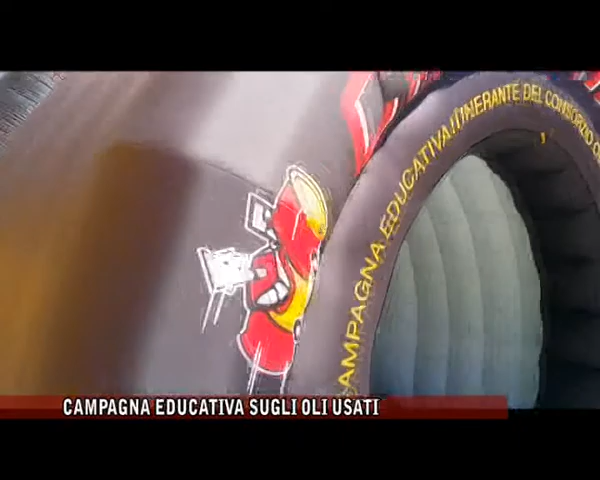 CAMPAGNA EDUCATIVA ITINERANTE DEL CONSORZIO
CAMPAGNA EDUCATIVA SUGLI OLI USATI